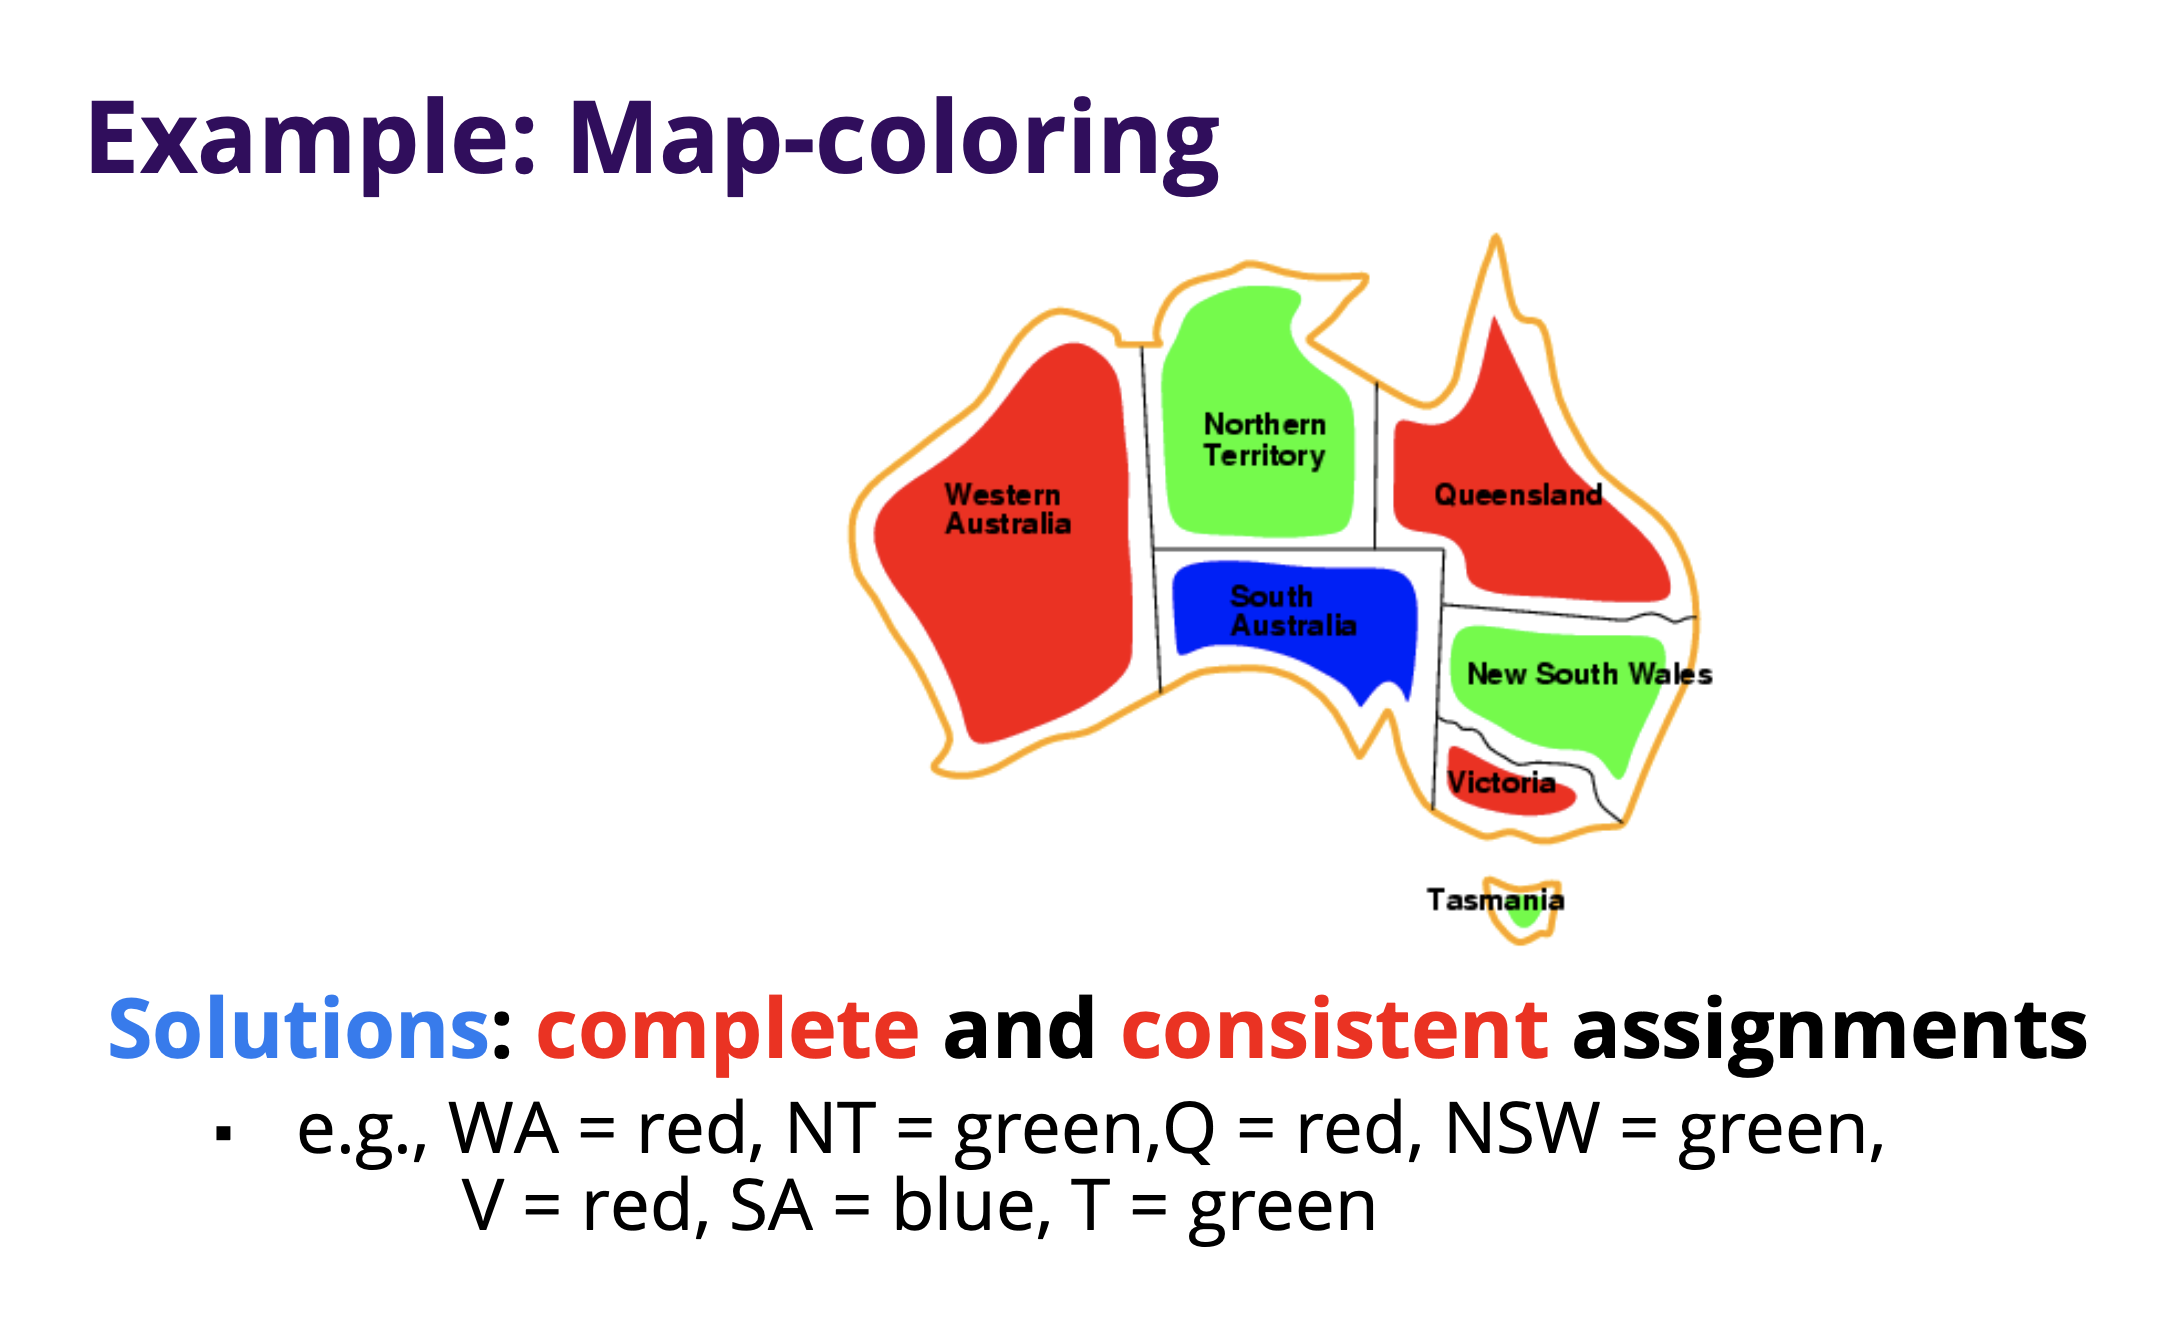 Example: Map-coloring
Northern
Territory
Western
Australia
Queensland
South
Australia
New South Wales
Victoria
Tasmania
Solutions: complete and consistent assignments
▪ e.g., WA = red, NT = green,Q = red, NSW = green,
V = red, SA = blue, T = green